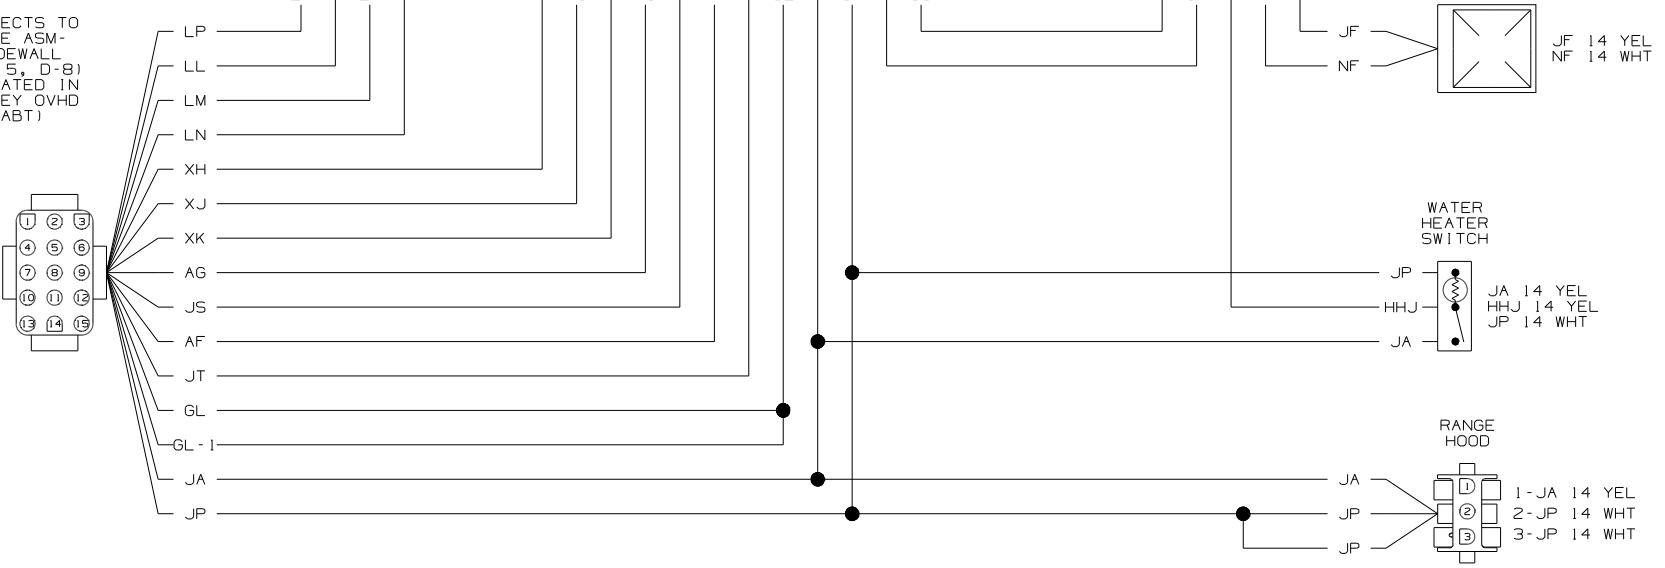 ECTS TO
E ASM-
DEWALL
5, D-8)
ATED IN
EY OVHD
ABT)
LP
LL
LM
LN
XH
XJ
XK
AG
JS
AF
JT
GL
GL-1
JA
JP
1 2 3
4 5 6
7 8 9
10 11 12
13 14 15
JF
NF
JF 14 YEL
NF 14 WHT
WATER
HEATER
SWITCH
JP
HHJ
JA
JA 14 YEL
HHJ 14 YEL
JP 14 WHT
RANGE
HOOD
JA
JP
JP
1
2
3
1-JA 14 YEL
2-JP 14 WHT
3-JP 14 WHT